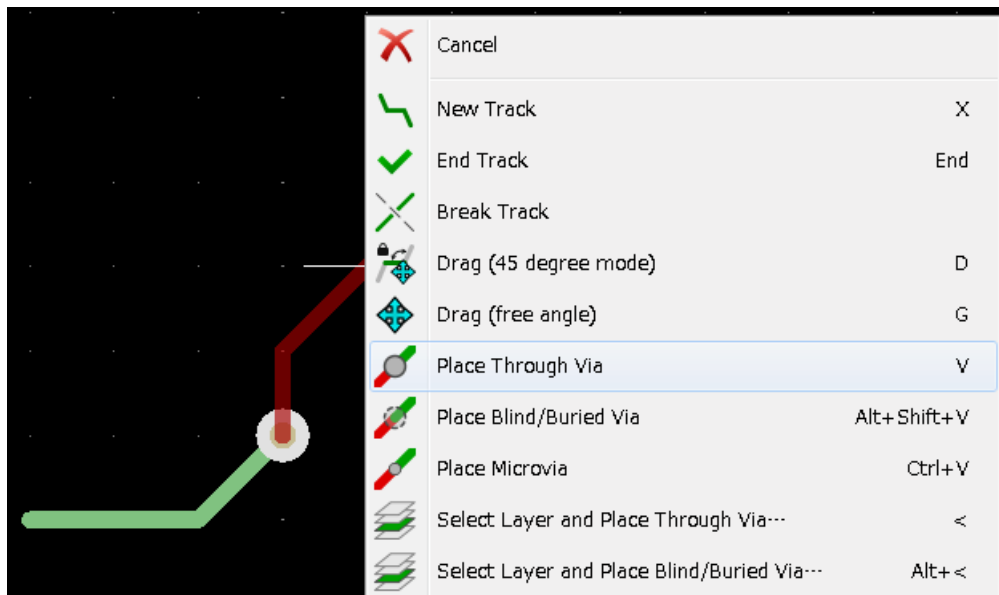 Cancel
New Track X
End Track End
Break Track
Drag (45 degree mode) D
Drag (free angle) G
Place Through Via V
Place Blind/Buried Via Alt+Shift+V
Place Microvia Ctrl+V
Select Layer and Place Through Via... <
Select Layer and Place Blind/Buried Via... Alt+<